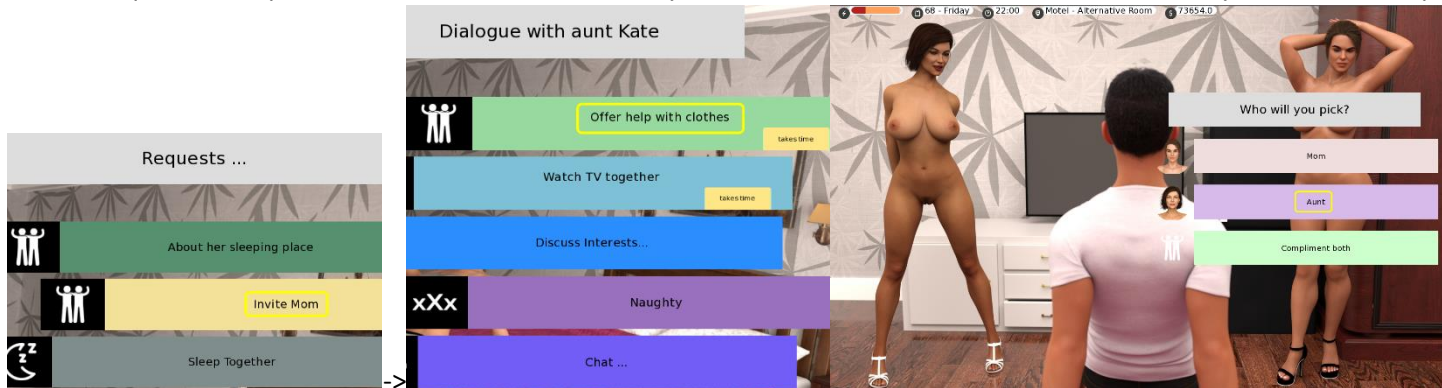 Requests ...
About her sleeping place
Invite Mom
Sleep Together
->
Dialogue with aunt Kate
Offer help with clothes
takes time
Watch TV together
takes time
Discuss Interests...
xXx
Naughty
Chat ...
68 - Friday
22:00
Motel - Alternative Room
73654.0
Who will you pick?
Mom
Aunt
Compliment both